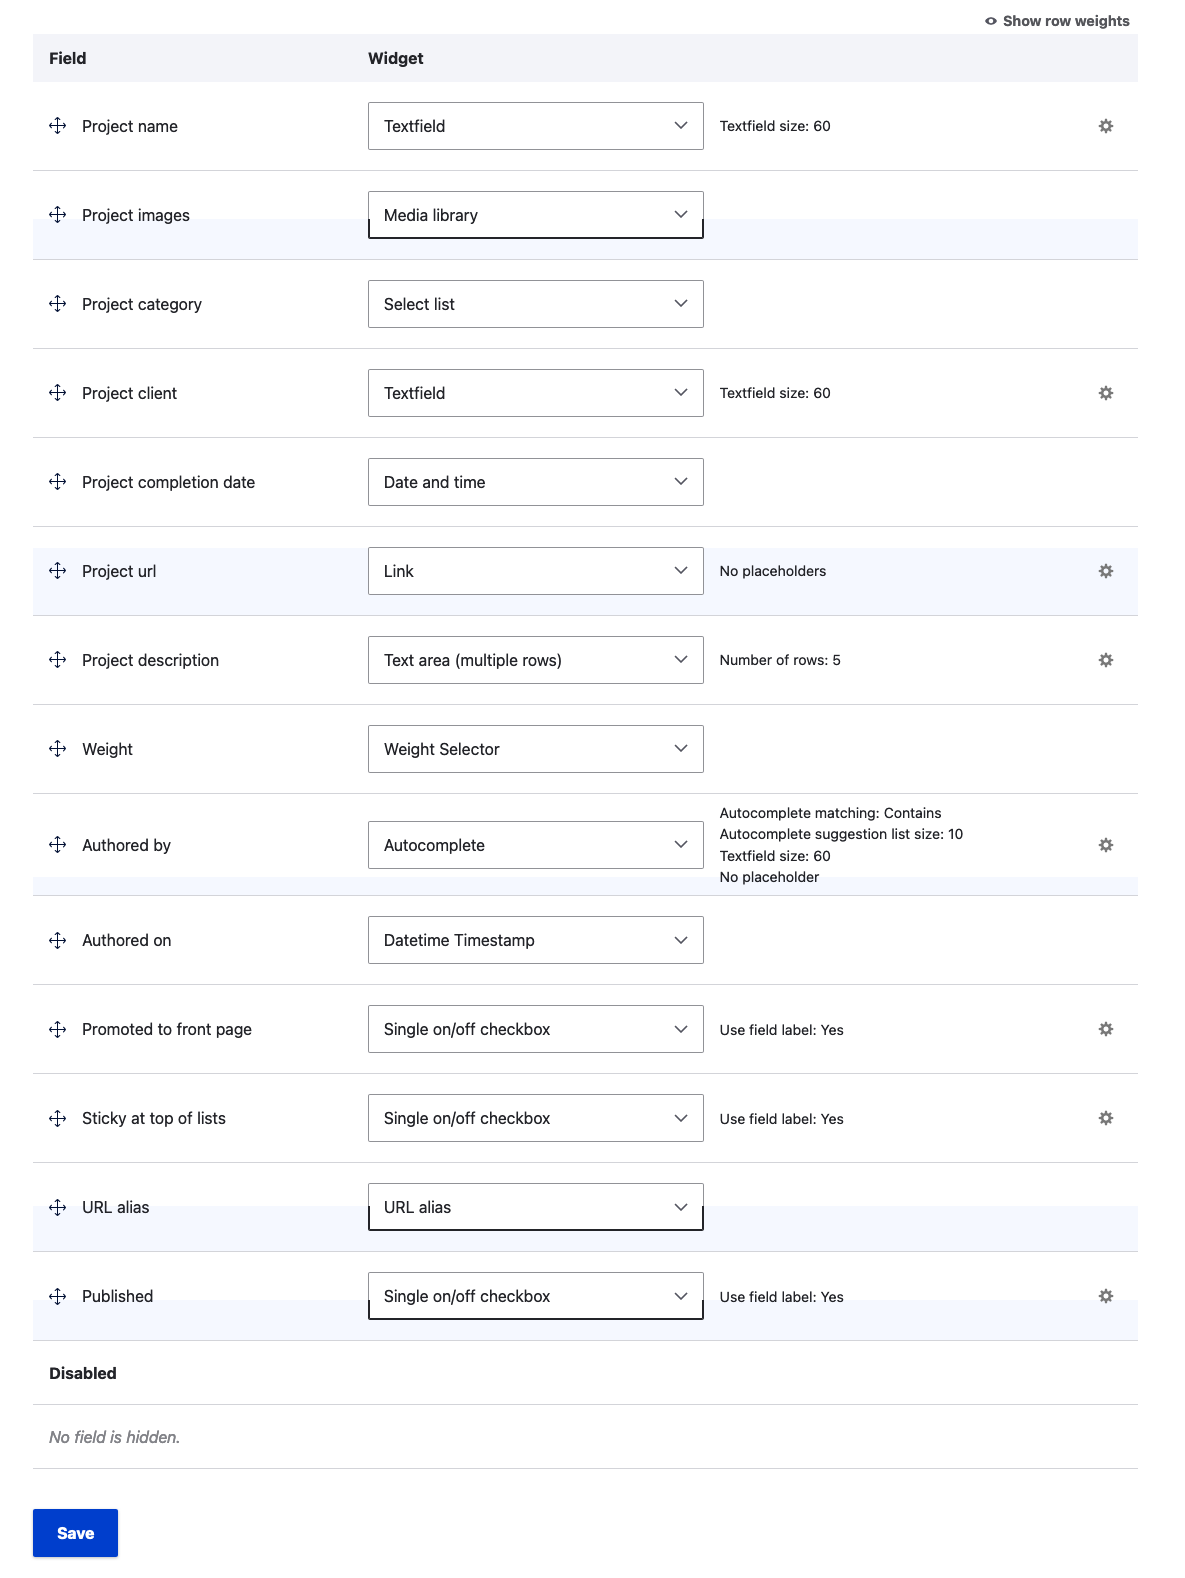 Show row weights
Field Widget
Project name Textfield Textfield size: 60
Project images Media library
Project category Select list
Project client Textfield Textfield size: 60
Project completion date Date and time
Project url Link No placeholders
Project description Text area (multiple rows) Number of rows: 5
Weight Weight Selector
Authored by Autocomplete Autocomplete matching: Contains
Autocomplete suggestion list size: 10
Textfield size: 60
No placeholder
Authored on Datetime Timestamp
Promoted to front page Single on/off checkbox Use field label: Yes
Sticky at top of lists Single on/off checkbox Use field label: Yes
URL alias URL alias
Published Single on/off checkbox Use field label: Yes
Disabled
No field is hidden.
Save